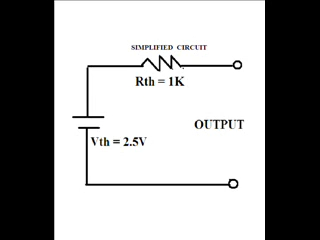 SIMPLIFIED CIRCUIT
Rth = 1K
OUTPUT
Vth = 2.5V